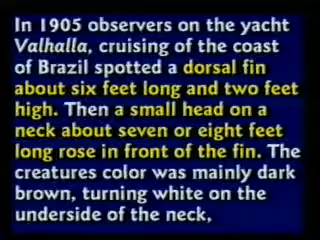 In 1905 observers on the yacht
Valhalla, cruising of the coast
of Brazil spotted a dorsal fin
about six feet long and two feet
high. Then a small head on a
neck about seven or eight feet
long rose in front of the fin. The
creatures color was mainly dark
brown, turning white on the
underside of the neck,